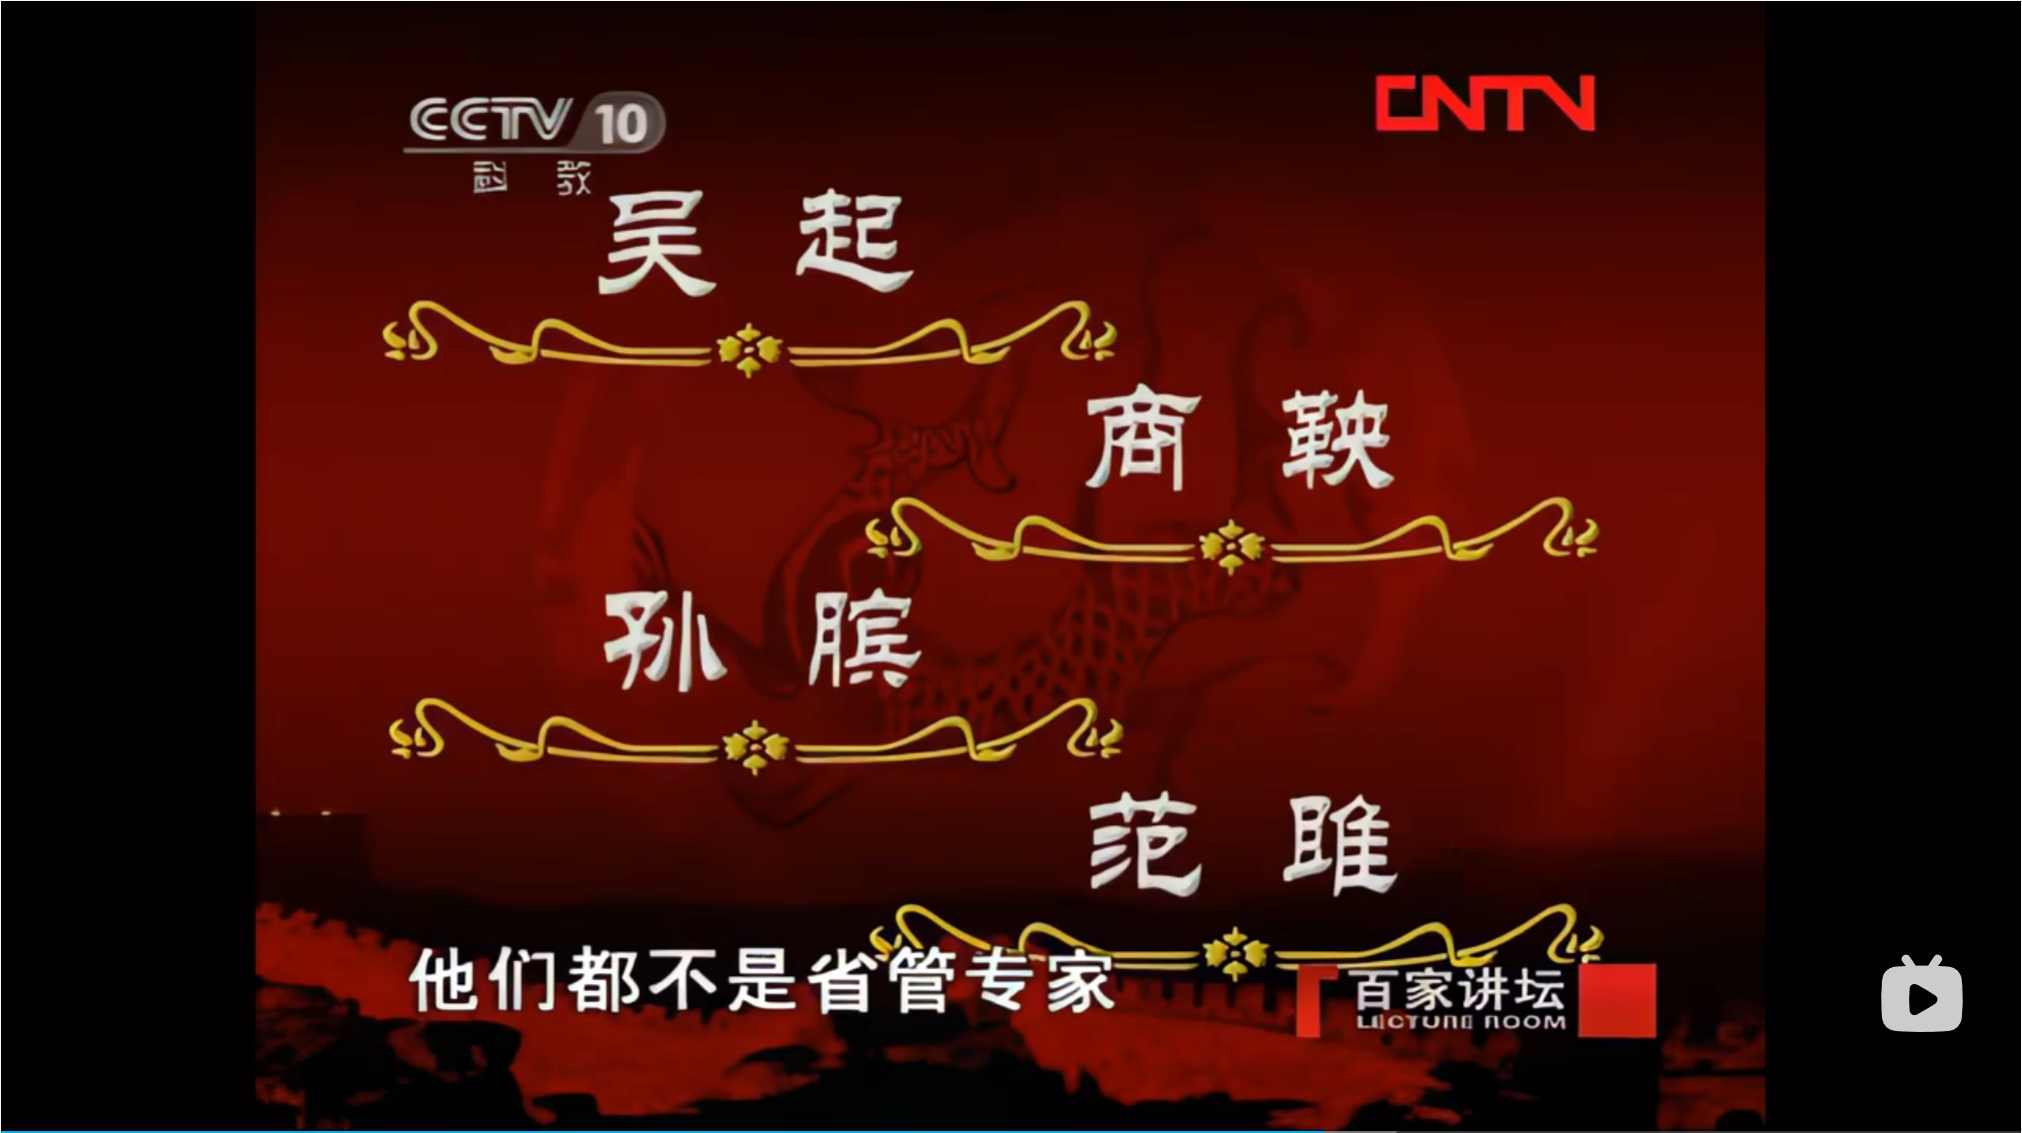 CCTV 10
CNTV
國 教
吴 起
商 鞅
孙 膑
范 雎
他们都不是省管专家
百家讲坛
LECTURE ROOM